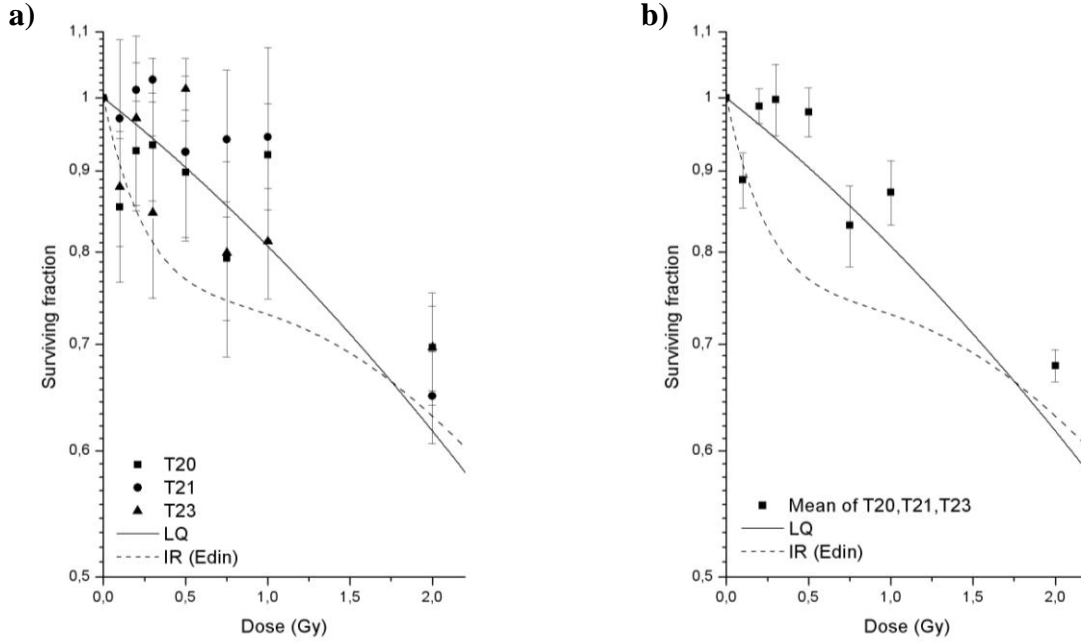 a)
1,1
1
0,9
0,8
0,7
0,6
0,5
Surviving fraction
T20
T21
T23
LQ
IR (Edin)
0,0 0,5 1,0 1,5 2,0
Dose (Gy)
b)
1,1
1
0,9
0,8
0,7
0,6
0,5
Surviving fraction
Mean of T20,T21,T23
LQ
IR (Edin)
0,0 0,5 1,0 1,5 2,0
Dose (Gy)